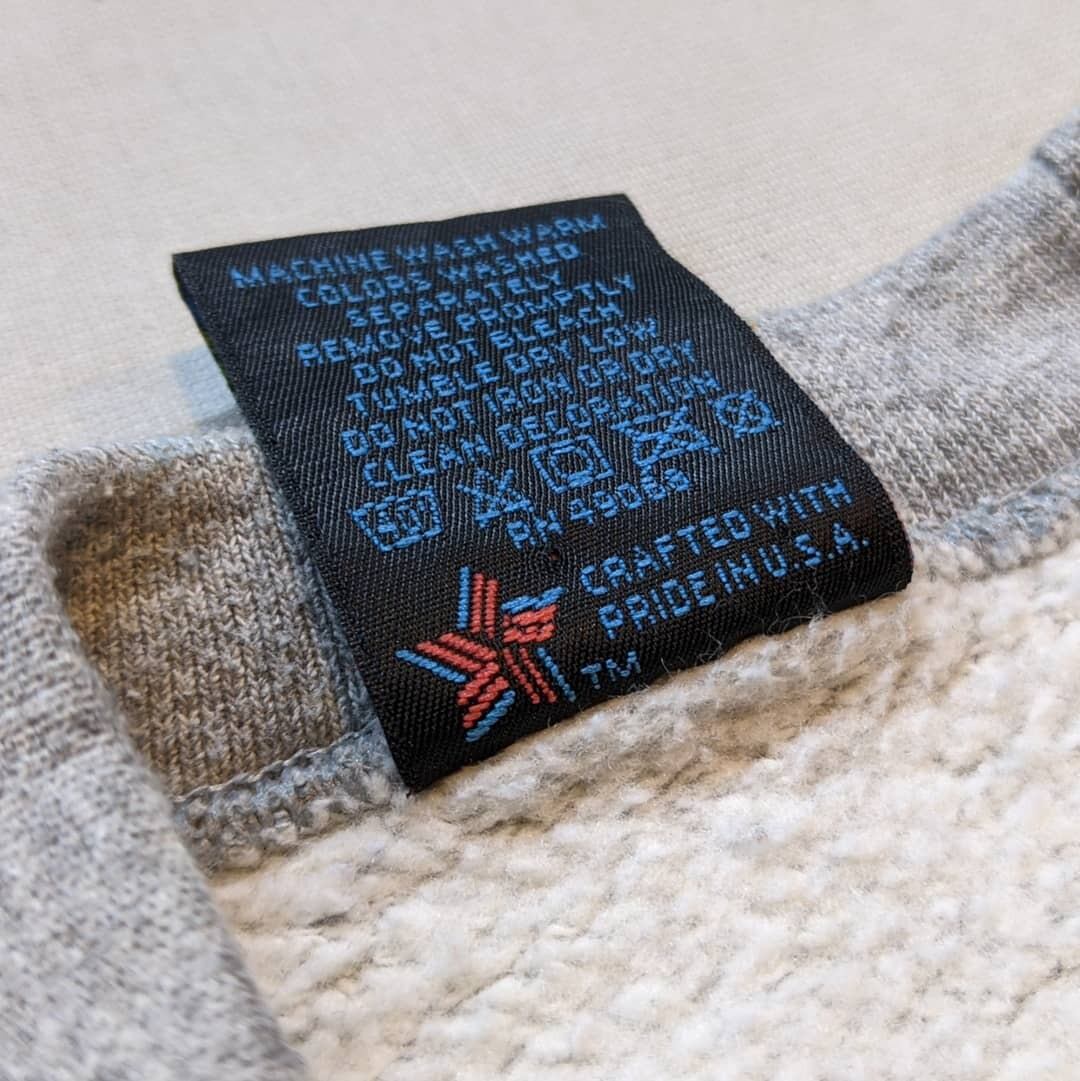 MACHINE WASH WARM
COLORS WASHED
SEPARATELY
REMOVE PROMPTLY
DO NOT BLEACH
TUMBLE DRY LOW
DO NOT IRON OR DRY
CLEAN DECORATION
RN 49068
CRAFTED WITH
PRIDE IN U.S.A.
TM